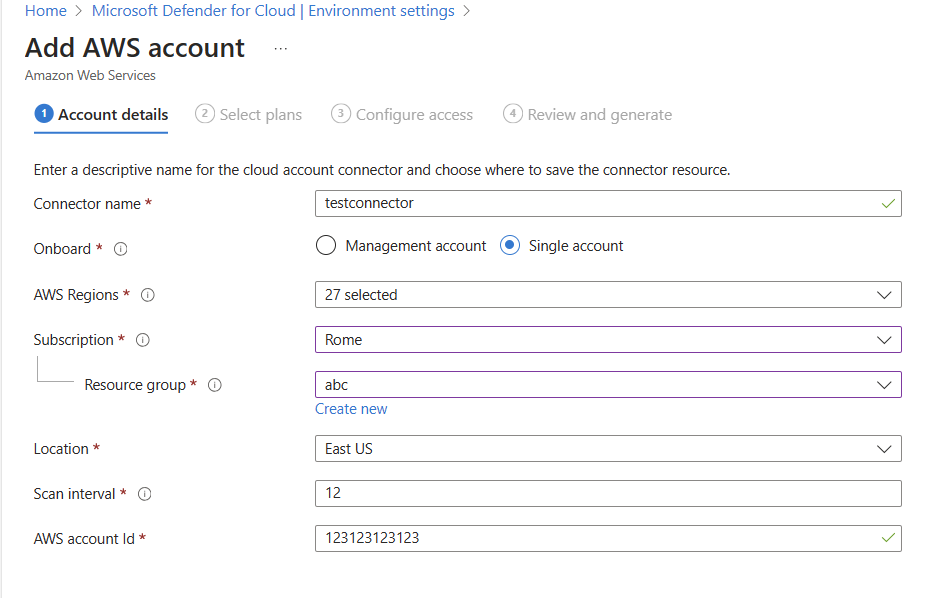 Home > Microsoft Defender for Cloud | Environment settings >
Add AWS account ...
Amazon Web Services
1 Account details 2 Select plans 3 Configure access 4 Review and generate
Enter a descriptive name for the cloud account connector and choose where to save the connector resource.
Connector name * testconnector
Onboard * Management account Single account
AWS Regions * 27 selected
Subscription * Rome
Resource group * abc
Create new
Location * East US
Scan interval * 12
AWS account Id * 123123123123